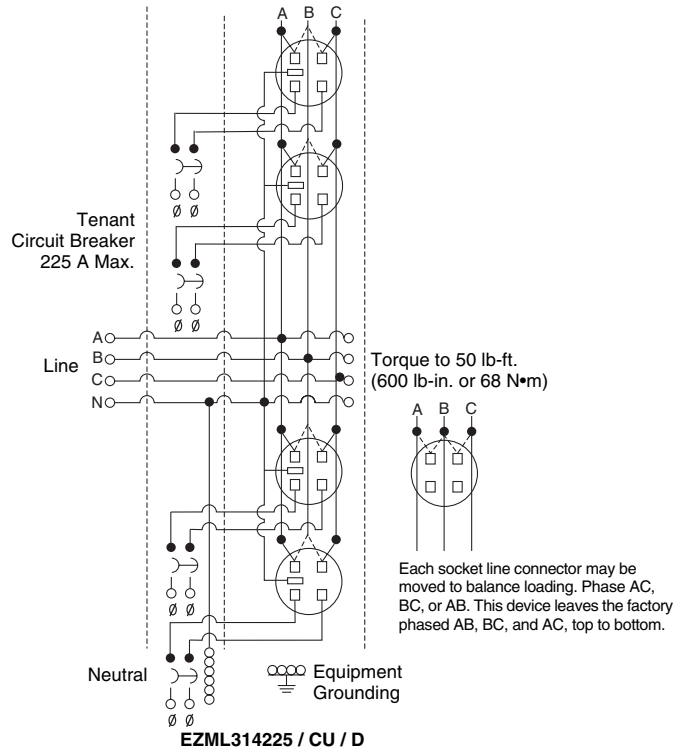 A B C
Ø Ø
Tenant
Circuit Breaker
225 A Max.
Ø Ø
A
B
Line
C
N
Torque to 50 lb-ft.
(600 lb-in. or 68 N•m)
A B C
Each socket line connector may be
moved to balance loading. Phase AC,
BC, or AB. This device leaves the factory
phased AB, BC, and AC, top to bottom.
Ø Ø
Neutral
Equipment
Grounding
Ø Ø
EZML314225 / CU / D